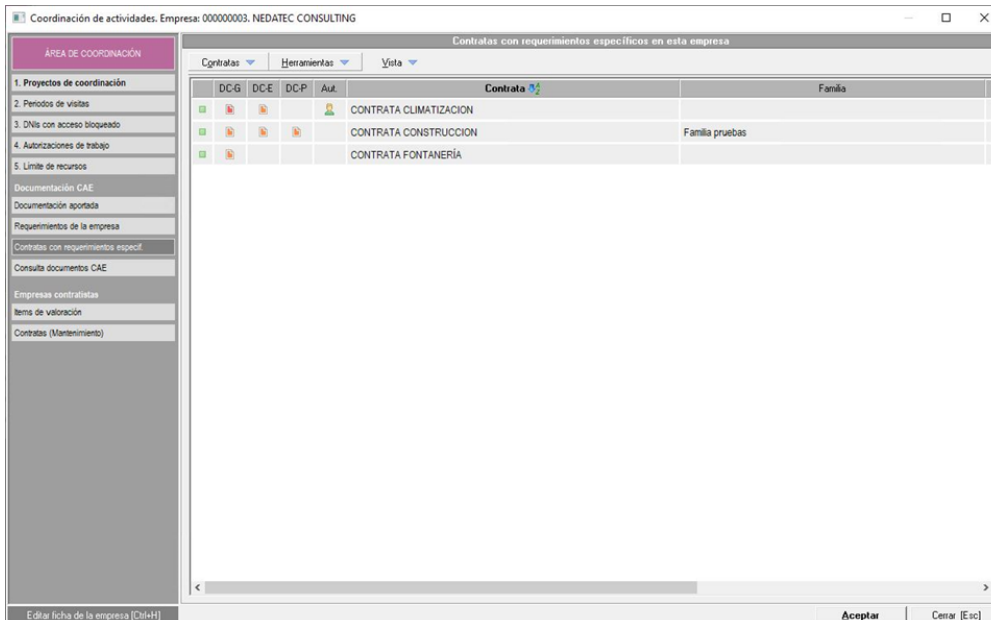 Coordinación de actividades. Empresa: 000000003. NEDATEC CONSULTING
ÁREA DE COORDINACIÓN
1. Proyectos de coordinación
2. Periodos de visitas
3. DNIs con acceso bloqueado
4. Autorizaciones de trabajo
5. Limite de recursos
Documentación CAE
Documentación aportada
Requerimientos de la empresa
Contratas con requerimientos especif.
Consulta documentos CAE
Empresas contratistas
Items de valoración
Contratas (Mantenimiento)
Editar ficha de la empresa [Ctrl+H]
Contratas con requerimientos específicos en esta empresa
Contratas Herramientas Vista
DC-G DC-E DC-P Aut. Contrata Familia
CONTRATA CLIMATIZACION
CONTRATA CONSTRUCCION Familia pruebas
CONTRATA FONTANERÍA
Aceptar Cerrar [Esc]